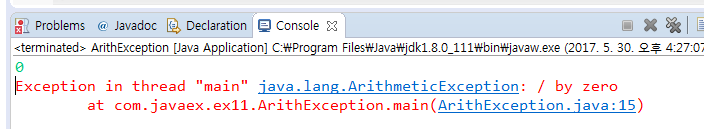 Problems @ Javadoc Declaration Console
<terminated> ArithException [Java Application] C:₩Program Files₩Java₩jdk1.8.0_111₩bin₩javaw.exe (2017. 5. 30. 오후 4:27:07
0
Exception in thread "main" java.lang.ArithmeticException: / by zero
at com.javaex.ex11.ArithException.main(ArithException.java:15)